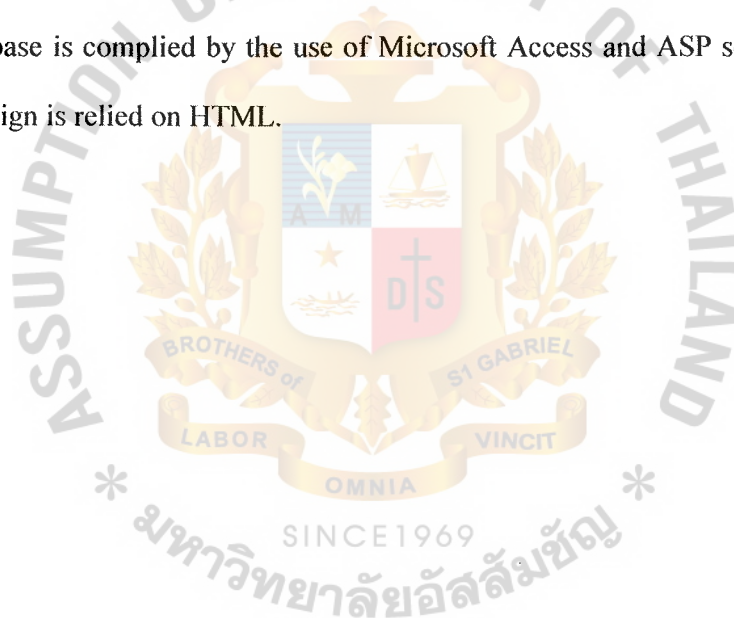 base is complied by the use of Microsoft Access and ASP s
ign is relied on HTML.
ASSUMPTION
OF
THAILAND
A M
D S
BROTHERS of
S1 GABRIEL
LABOR
VINCIT
OMNIA
* *
SINCE1969
มหาวิทยาลัยอัสสัมชัญ